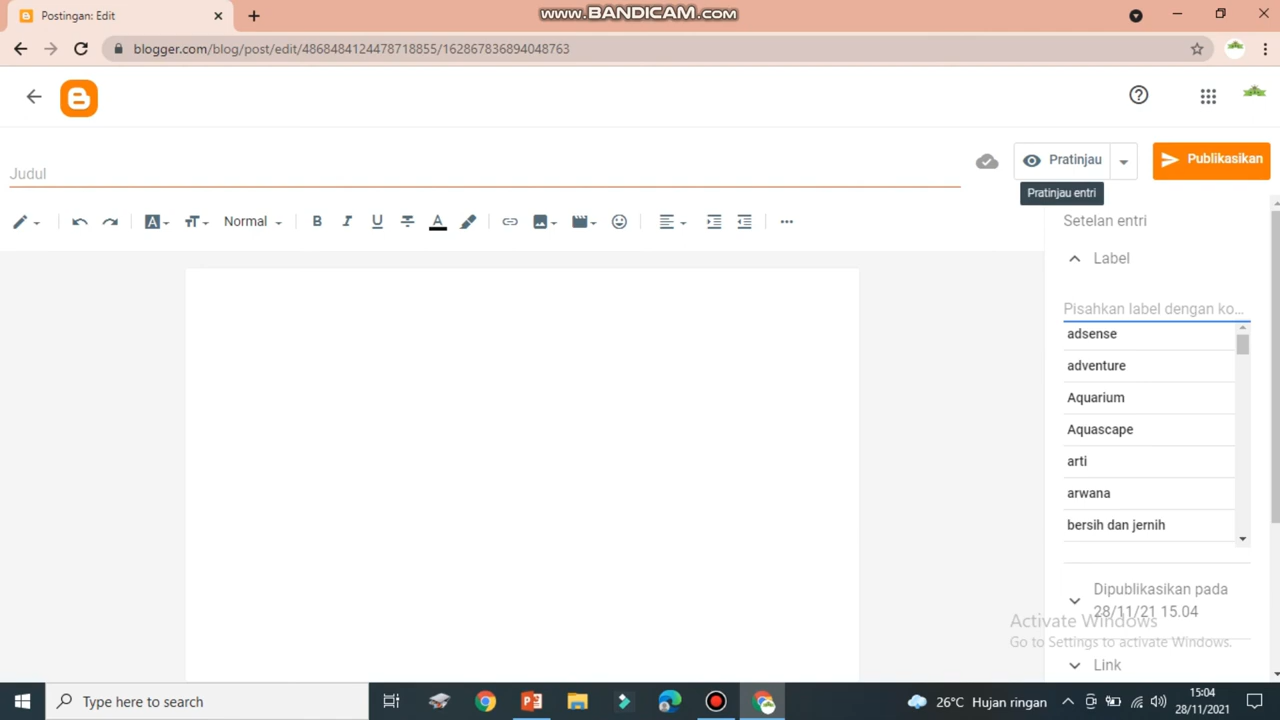 Postingan: Edit
www.BANDICAM.com
blogger.com/blog/post/edit/4868484124478718855/162867836894048763
Judul
Pratinjau
Publikasikan
Pratinjau entri
Normal
Setelan entri
Label
Pisahkan label dengan ko...
adsense
adventure
Aquarium
Aquascape
arti
arwana
bersih dan jernih
Dipublikasikan pada
28/11/21 15.04
Activate Windows
Go to Settings to activate Windows.
Link
Type here to search
26°C Hujan ringan
15:04
28/11/2021